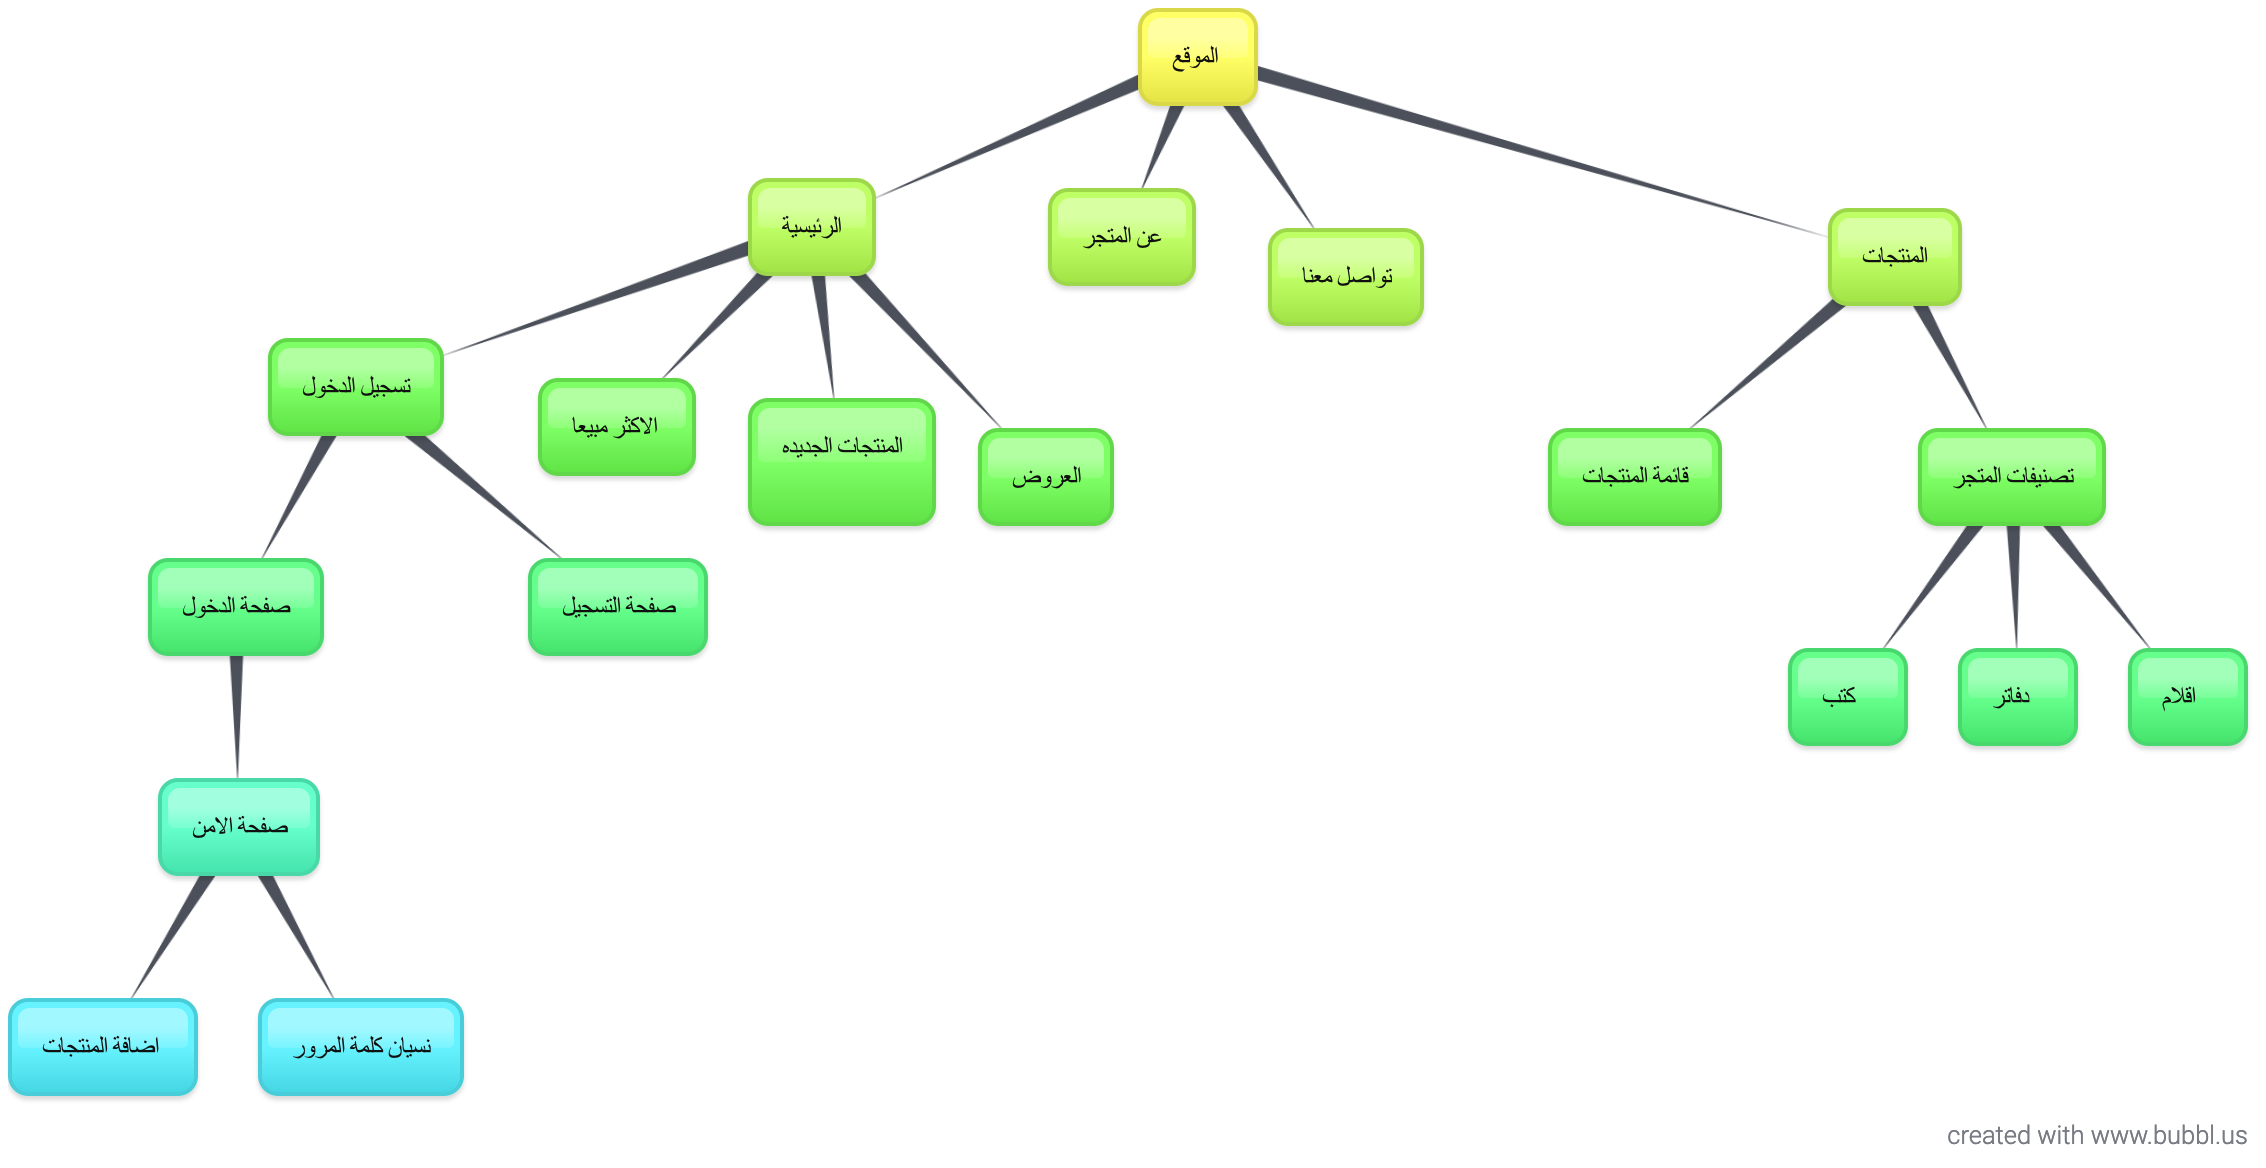 الموقع
الرئيسية
عن المتجر
تواصل معنا
المنتجات
تسجيل الدخول
الاكثر مبيعا
المنتجات الجديده
العروض
قائمة المنتجات
تصنيفات المتجر
صفحة الدخول
صفحة التسجيل
كتب
دفاتر
اقلام
صفحة الامن
اضافة المنتجات
نسيان كلمة المرور
created with www.bubbl.us